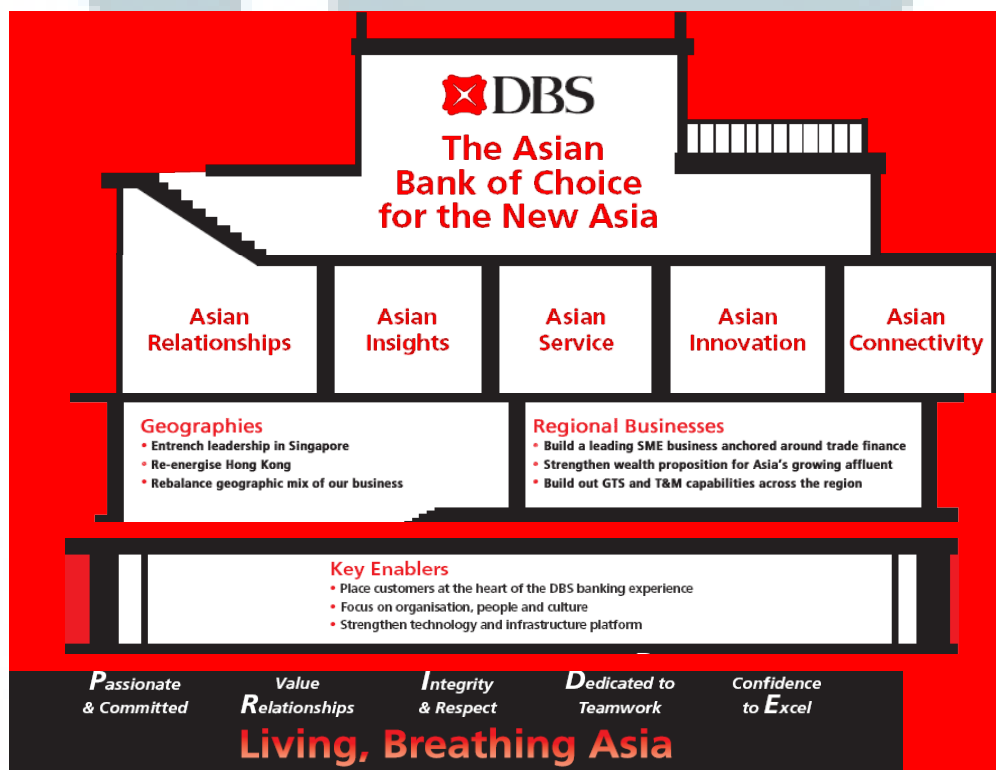 DBS
The Asian
Bank of Choice
for the New Asia
Asian
Relationships
Asian
Insights
Asian
Service
Asian
Innovation
Asian
Connectivity
Geographies
• Entrench leadership in Singapore
• Re-energise Hong Kong
• Rebalance geographic mix of our business
Regional Businesses
• Build a leading SME business anchored around trade finance
• Strengthen wealth proposition for Asia's growing affluent
• Build out GTS and T&M capabilities across the region
Key Enablers
• Place customers at the heart of the DBS banking experience
• Focus on organisation, people and culture
• Strengthen technology and infrastructure platform
Passionate
& Committed
Value
Relationships
Integrity
& Respect
Dedicated to
Teamwork
Confidence
to Excel
Living, Breathing Asia